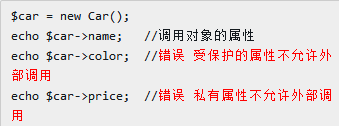 $car = new Car();
echo $car->name;   //调用对象的属性
echo $car->color;  //错误 受保护的属性不允许外
部调用
echo $car->price;  //错误 私有属性不允许外部调
用